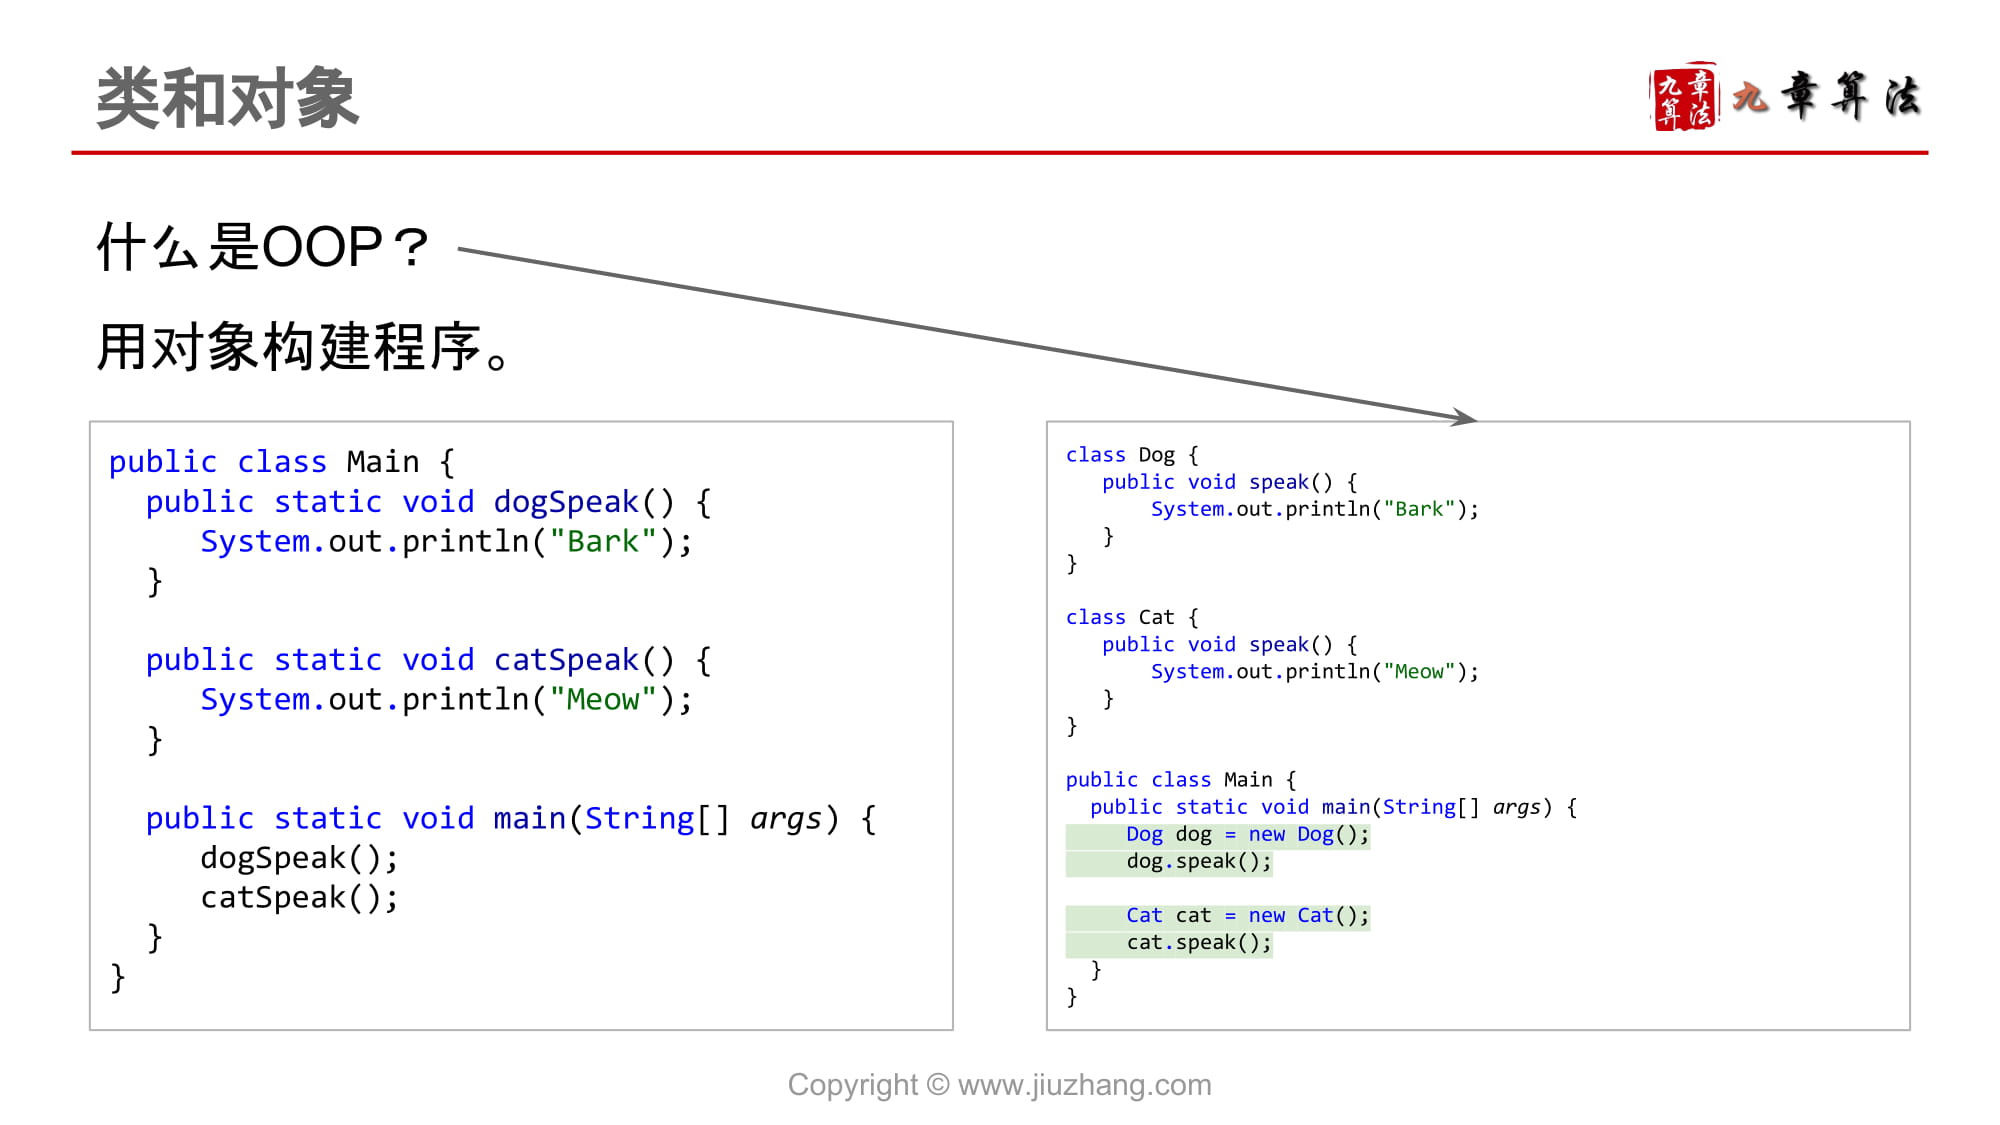 类和对象
九章算法
九章算法
什么是OOP？
用对象构建程序。
public class Main {
  public static void dogSpeak() {
     System.out.println("Bark");
  }

  public static void catSpeak() {
     System.out.println("Meow");
  }

  public static void main(String[] args) {
     dogSpeak();
     catSpeak();
  }
}
class Dog {
   public void speak() {
       System.out.println("Bark");
   }
}

class Cat {
   public void speak() {
       System.out.println("Meow");
   }
}

public class Main {
  public static void main(String[] args) {
     Dog dog = new Dog();
     dog.speak();

     Cat cat = new Cat();
     cat.speak();
  }
}
Copyright © www.jiuzhang.com